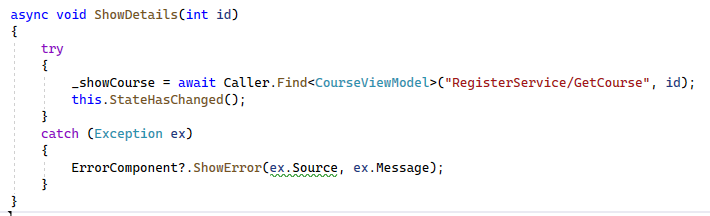 async void ShowDetails(int id)
{
    try
    {
        _showCourse = await Caller.Find<CourseViewModel>("RegisterService/GetCourse", id);
        this.StateHasChanged();
    }
    catch (Exception ex)
    {
        ErrorComponent?.ShowError(ex.Source, ex.Message);
    }
}